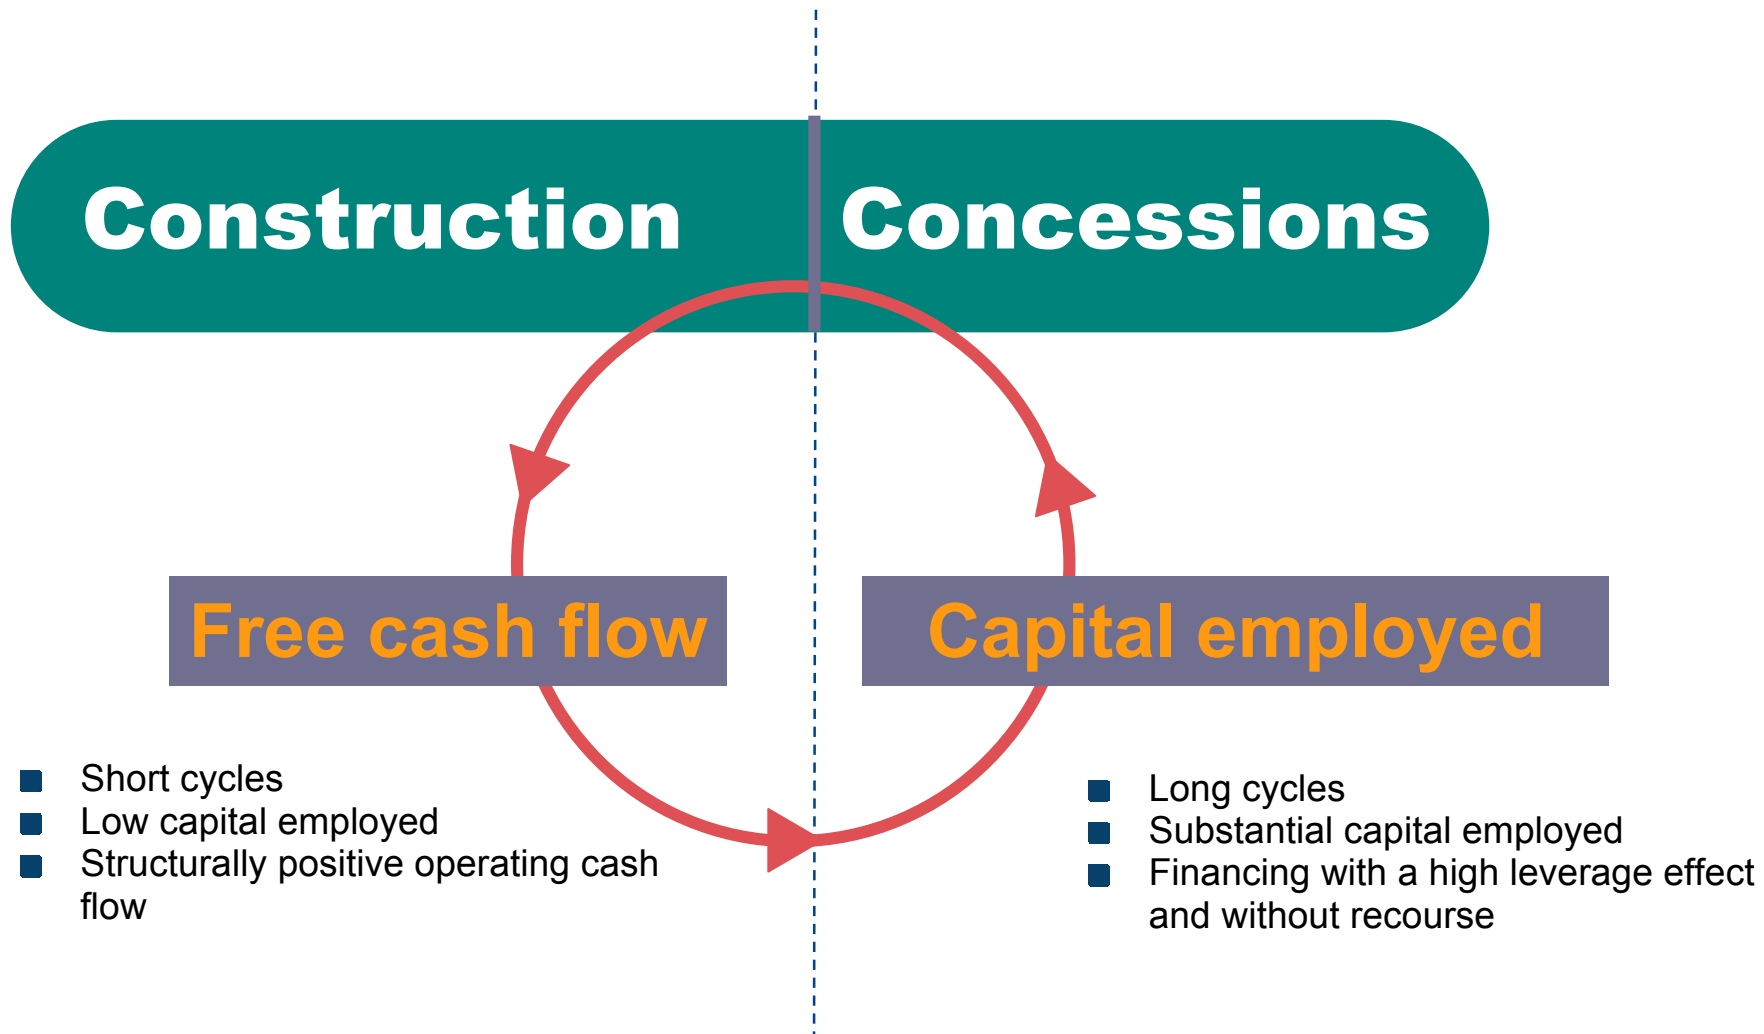 Construction
Concessions
Free cash flow
Capital employed
Short cycles
Low capital employed
Structurally positive operating cash
flow
Long cycles
Substantial capital employed
Financing with a high leverage effect
and without recourse